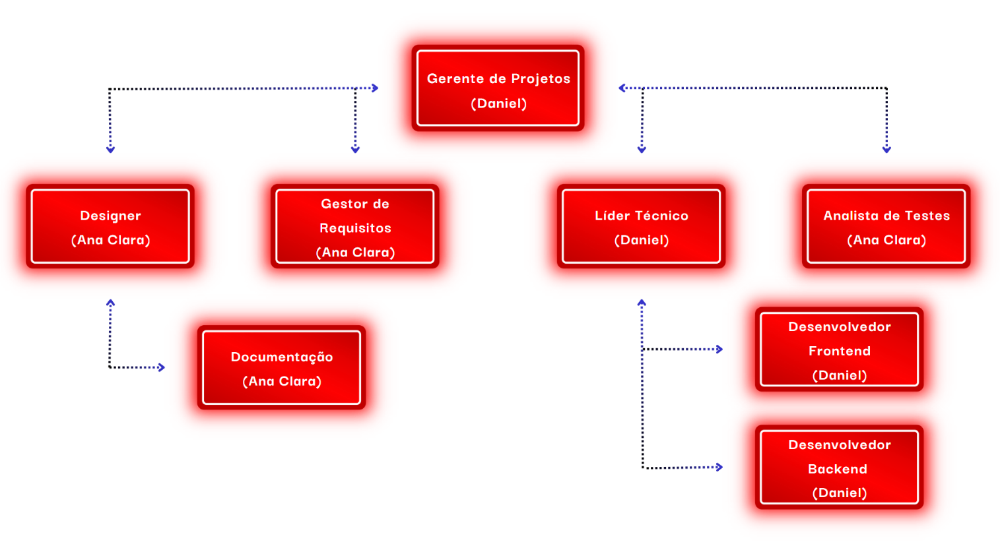 Gerente de Projetos
(Daniel)
Designer
(Ana Clara)
Gestor de
Requisitos
(Ana Clara)
Líder Técnico
(Daniel)
Analista de Testes
(Ana Clara)
Documentação
(Ana Clara)
Desenvolvedor
Frontend
(Daniel)
Desenvolvedor
Backend
(Daniel)